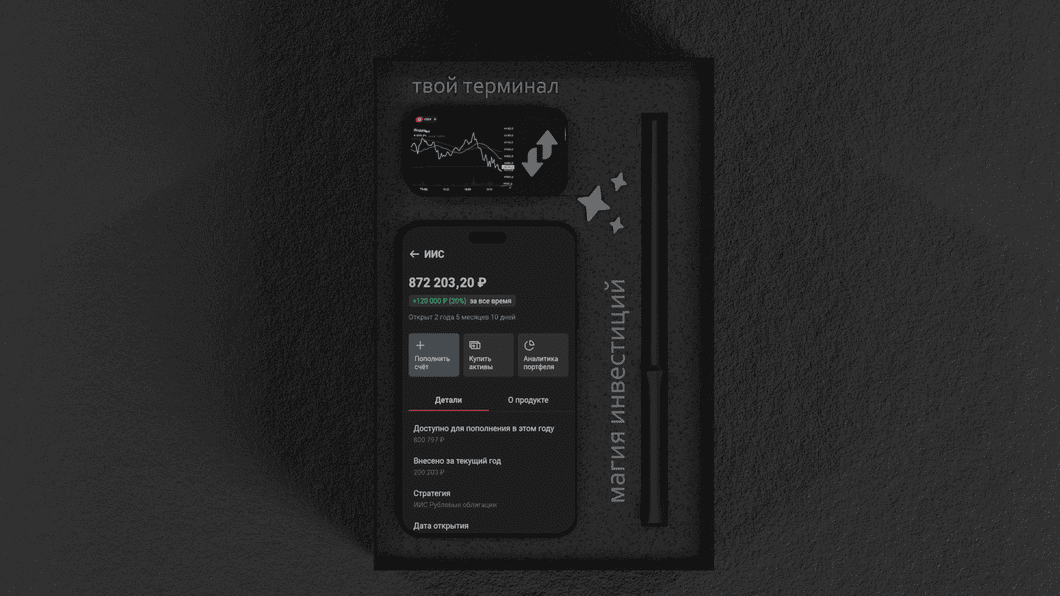 твой терминал
ИИС
872 203,20 ₽
+120 000 ₽ (20%) за все время
Открыт 2 года 5 месяцев 10 дней
Пополнить
счёт
Купить
активы
Аналитика
портфеля
Детали
О продукте
Доступно для пополнения в этом году
800 797 ₽
Внесено за текущий год
200 203 ₽
Стратегия
ИИС Рублевые облигации
Дата открытия
магия инвестиций